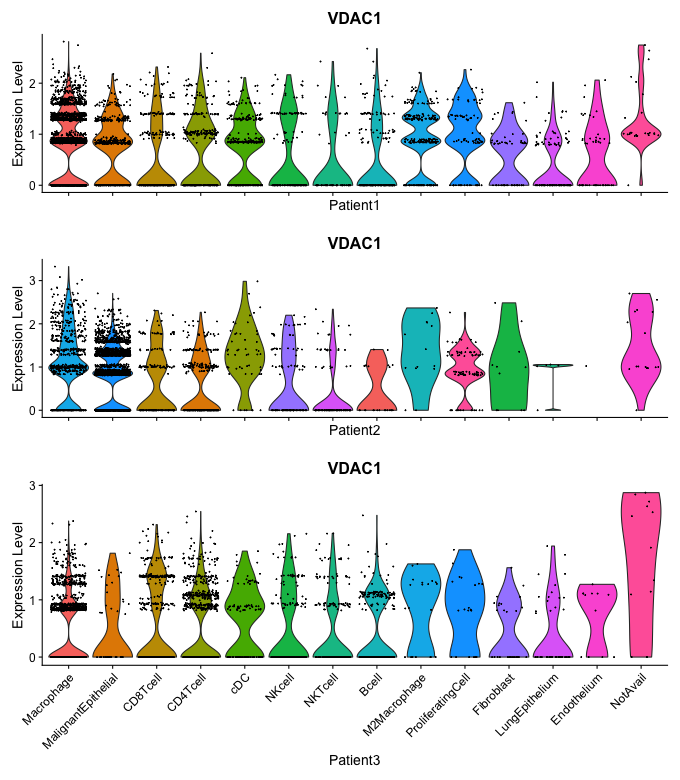 VDAC1
Expression Level
2
1
0
Patient1
VDAC1
Expression Level
3
2
1
0
Patient2
VDAC1
Expression Level
3
2
1
0
Macrophage
MalignantEpithelial
CD8Tcell
CD4Tcell
cDC
NKcell
NKTcell
Bcell
M2Macrophage
ProliferatingCell
Fibroblast
LungEpithelium
Endothelium
NotAvail
Patient3